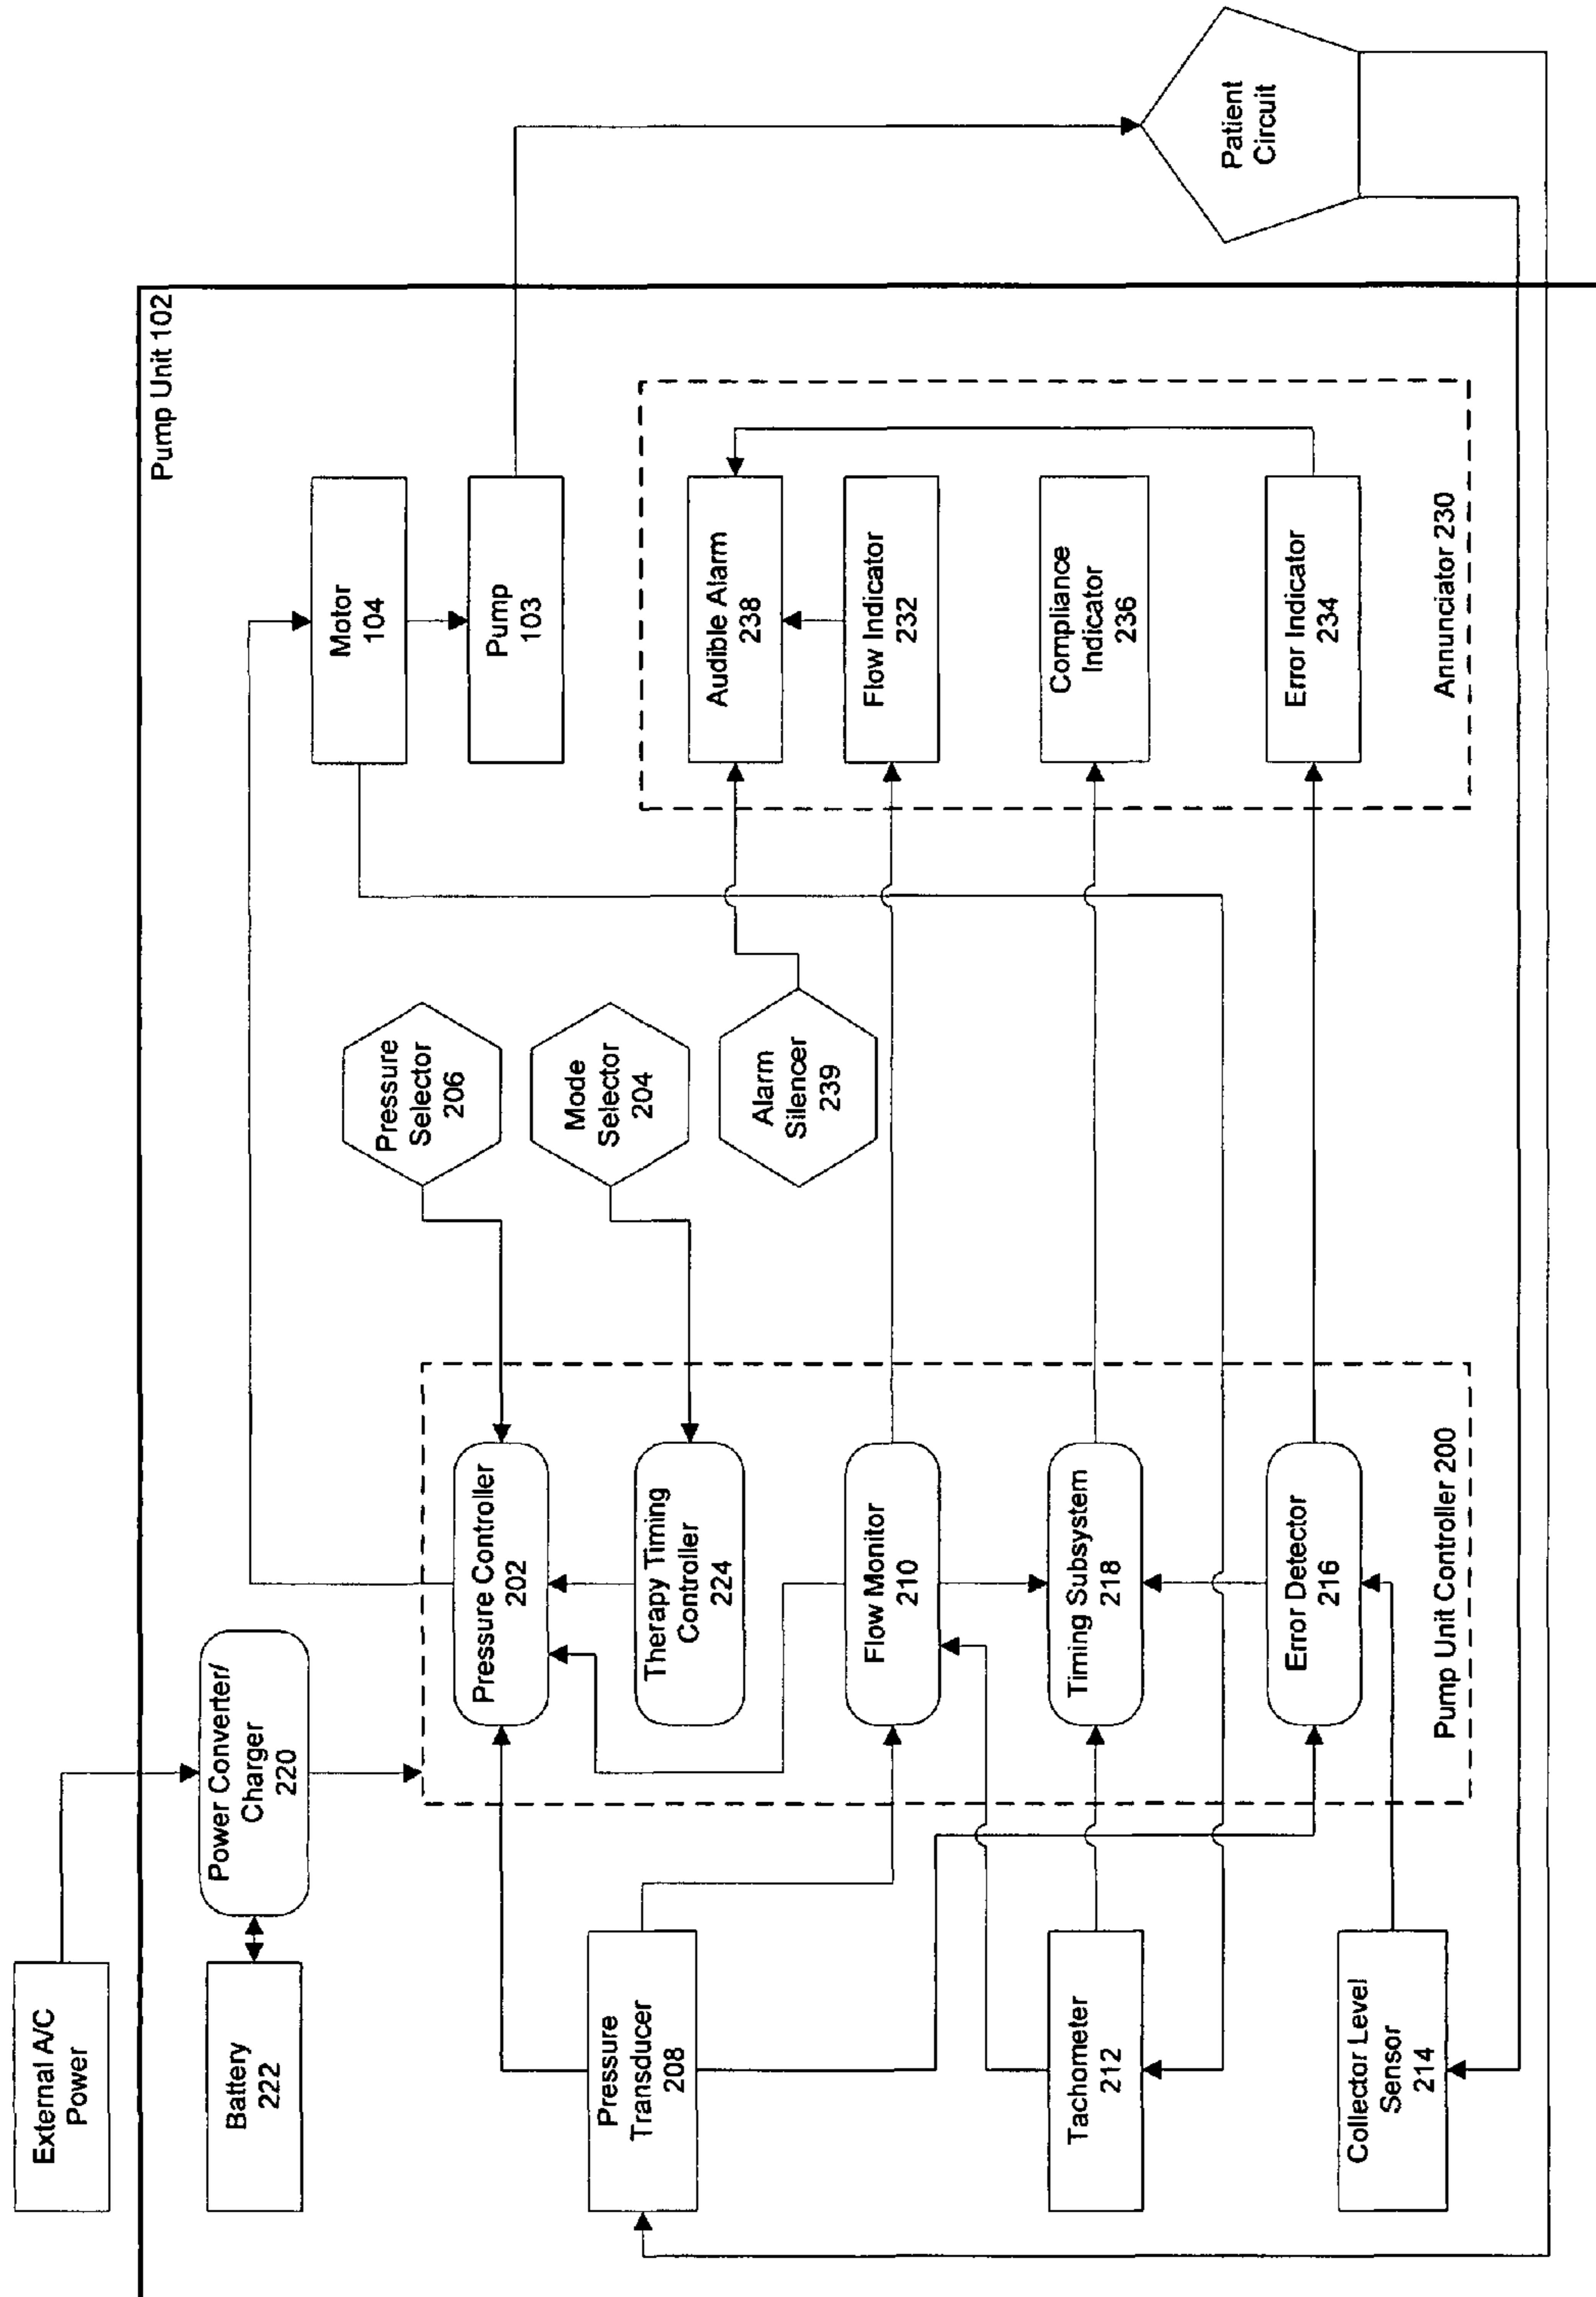 External A/C
Power
Battery
222
Power Converter/
Charger
220
Pump Unit 102
Pressure
Transducer
208
Tachometer
212
Collector Level
Sensor
214
Pressure Controller
202
Therapy Timing
Controller
224
Flow Monitor
210
Timing Subsystem
218
Error Detector
216
Pump Unit Controller 200
Pressure
Selector
206
Mode
Selector
204
Alarm
Silencer
239
Motor
104
Pump
103
Audible Alarm
238
Flow Indicator
232
Compliance
Indicator
236
Error Indicator
234
Annunciator 230
Patient
Circuit